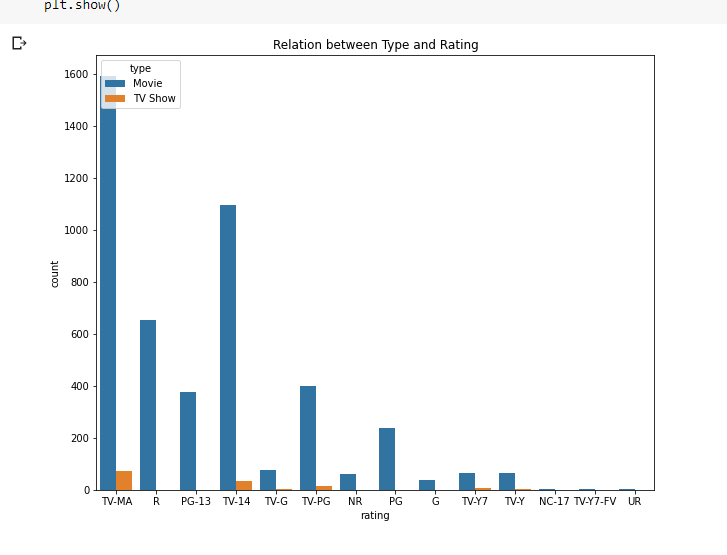 plt.show()
Relation between Type and Rating
type
Movie
TV Show
1600
1400
1200
1000
800
600
400
200
0
count
TV-MA R PG-13 TV-14 TV-G TV-PG NR PG G TV-Y7 TV-Y NC-17 TV-Y7-FV UR
rating